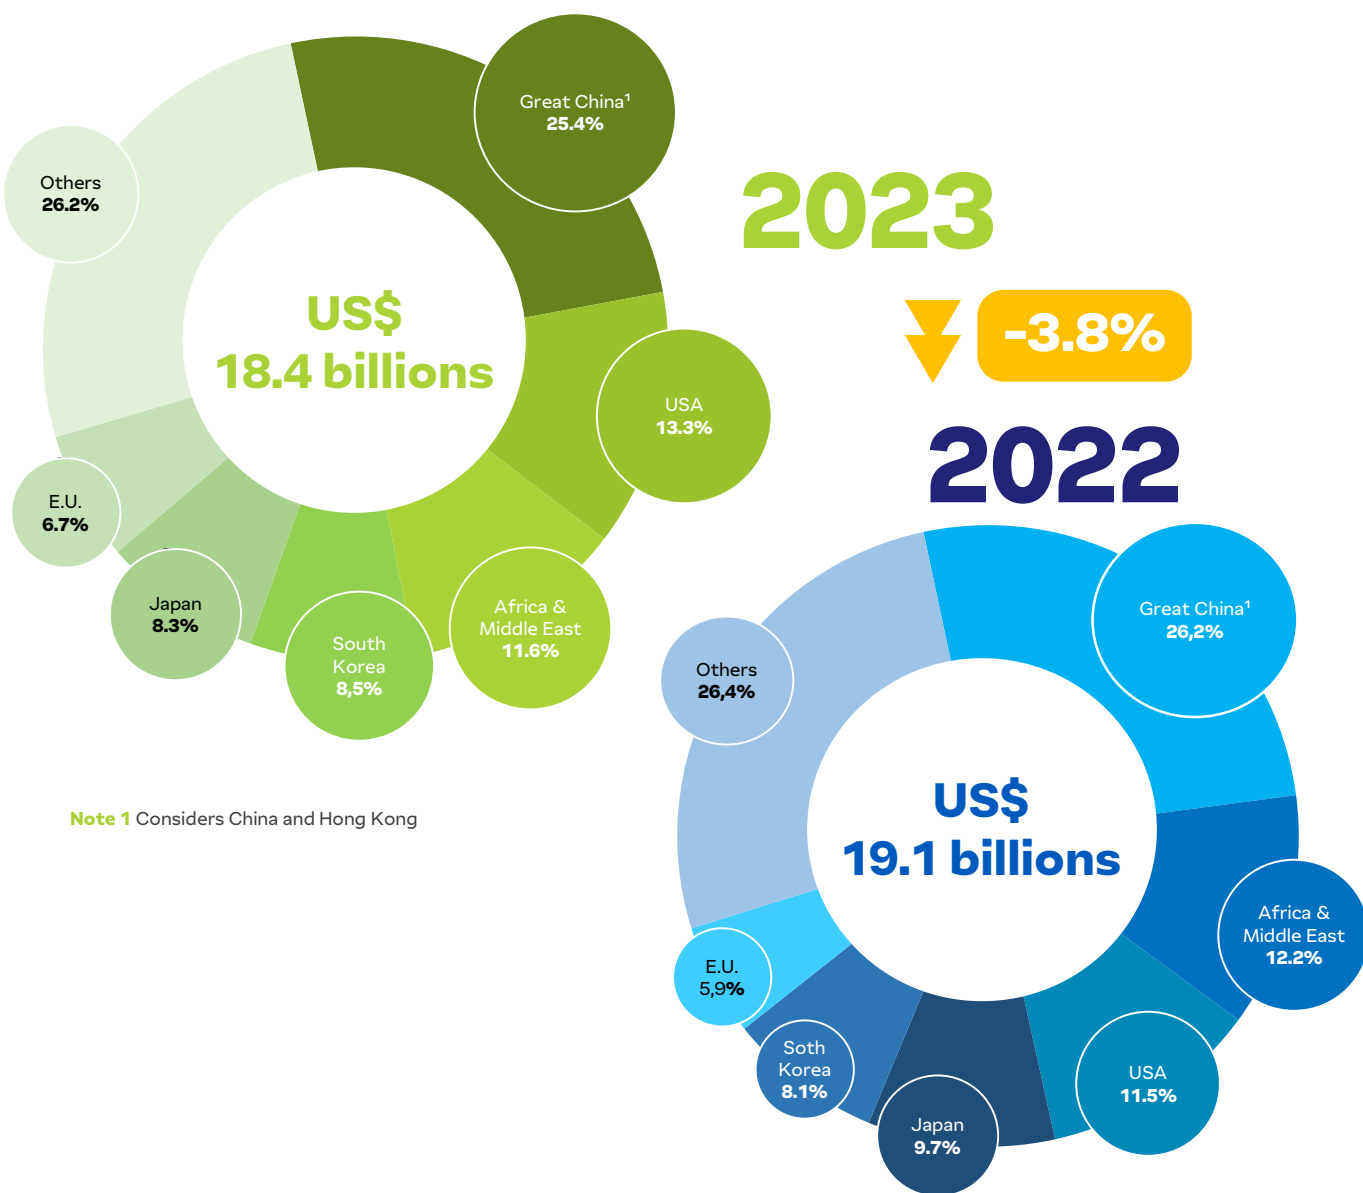 Great China¹
25.4%
Others
26.2%
2023
US$
18.4 billions
-3.8%
USA
13.3%
E.U.
6.7%
Japan
8.3%
South
Korea
8,5%
Africa &
Middle East
11.6%
2022
Great China¹
26,2%
Others
26,4%
US$
19.1 billions
Note 1 Considers China and Hong Kong
Africa &
Middle East
12.2%
E.U.
5,9%
Soth
Korea
8.1%
USA
11.5%
Japan
9.7%